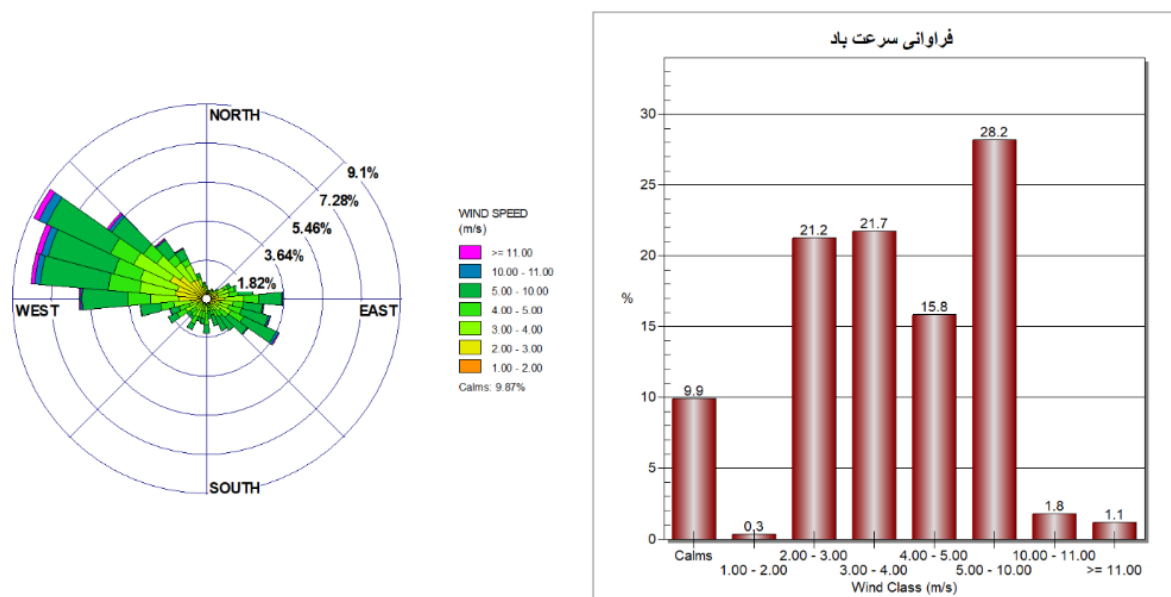 NORTH
9.1%
7.28%
5.46%
3.64%
1.82%
WEST
EAST
SOUTH
WIND SPEED
(m/s)
>= 11.00
10.00 - 11.00
5.00 - 10.00
4.00 - 5.00
3.00 - 4.00
2.00 - 3.00
1.00 - 2.00
Calms: 9.87%
فراوانی سرعت باد
30
25
20
15
10
5
0
%
9.9
0.3
21.2
21.7
15.8
28.2
1.8
1.1
Calms
1.00 - 2.00
2.00 - 3.00
3.00 - 4.00
4.00 - 5.00
5.00 - 10.00
10.00 - 11.00
>= 11.00
Wind Class (m/s)